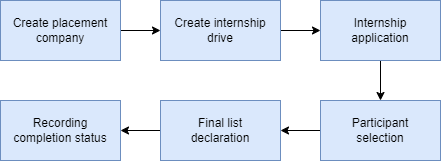 Create placement
company
Create internship
drive
Internship
application
Participant
selection
Final list
declaration
Recording
completion status